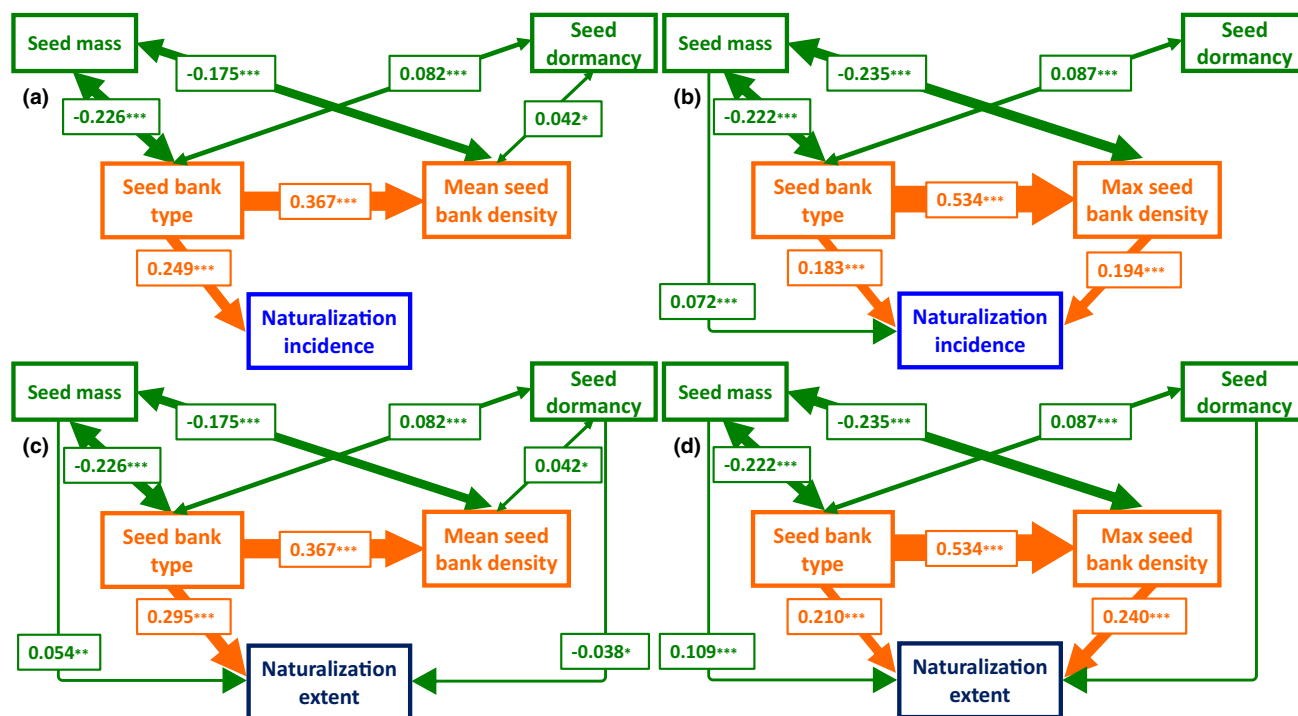 Seed mass
Seed
dormancy
-0.175***
0.082***
(a)
-0.226***
0.042*
Seed bank
type
0.367***
Mean seed
bank density
0.249***
Naturalization
incidence
Seed mass
Seed
dormancy
-0.235***
0.087***
(b)
-0.222***
Seed bank
type
0.534***
Max seed
bank density
0.183***
0.194***
0.072***
Naturalization
incidence
Seed mass
Seed
dormancy
-0.175***
0.082***
(c)
-0.226***
0.042*
Seed bank
type
0.367***
Mean seed
bank density
0.295***
0.054**
-0.038*
Naturalization
extent
Seed mass
Seed
dormancy
-0.235***
0.087***
(d)
-0.222***
Seed bank
type
0.534***
Max seed
bank density
0.210***
0.240***
0.109***
Naturalization
extent